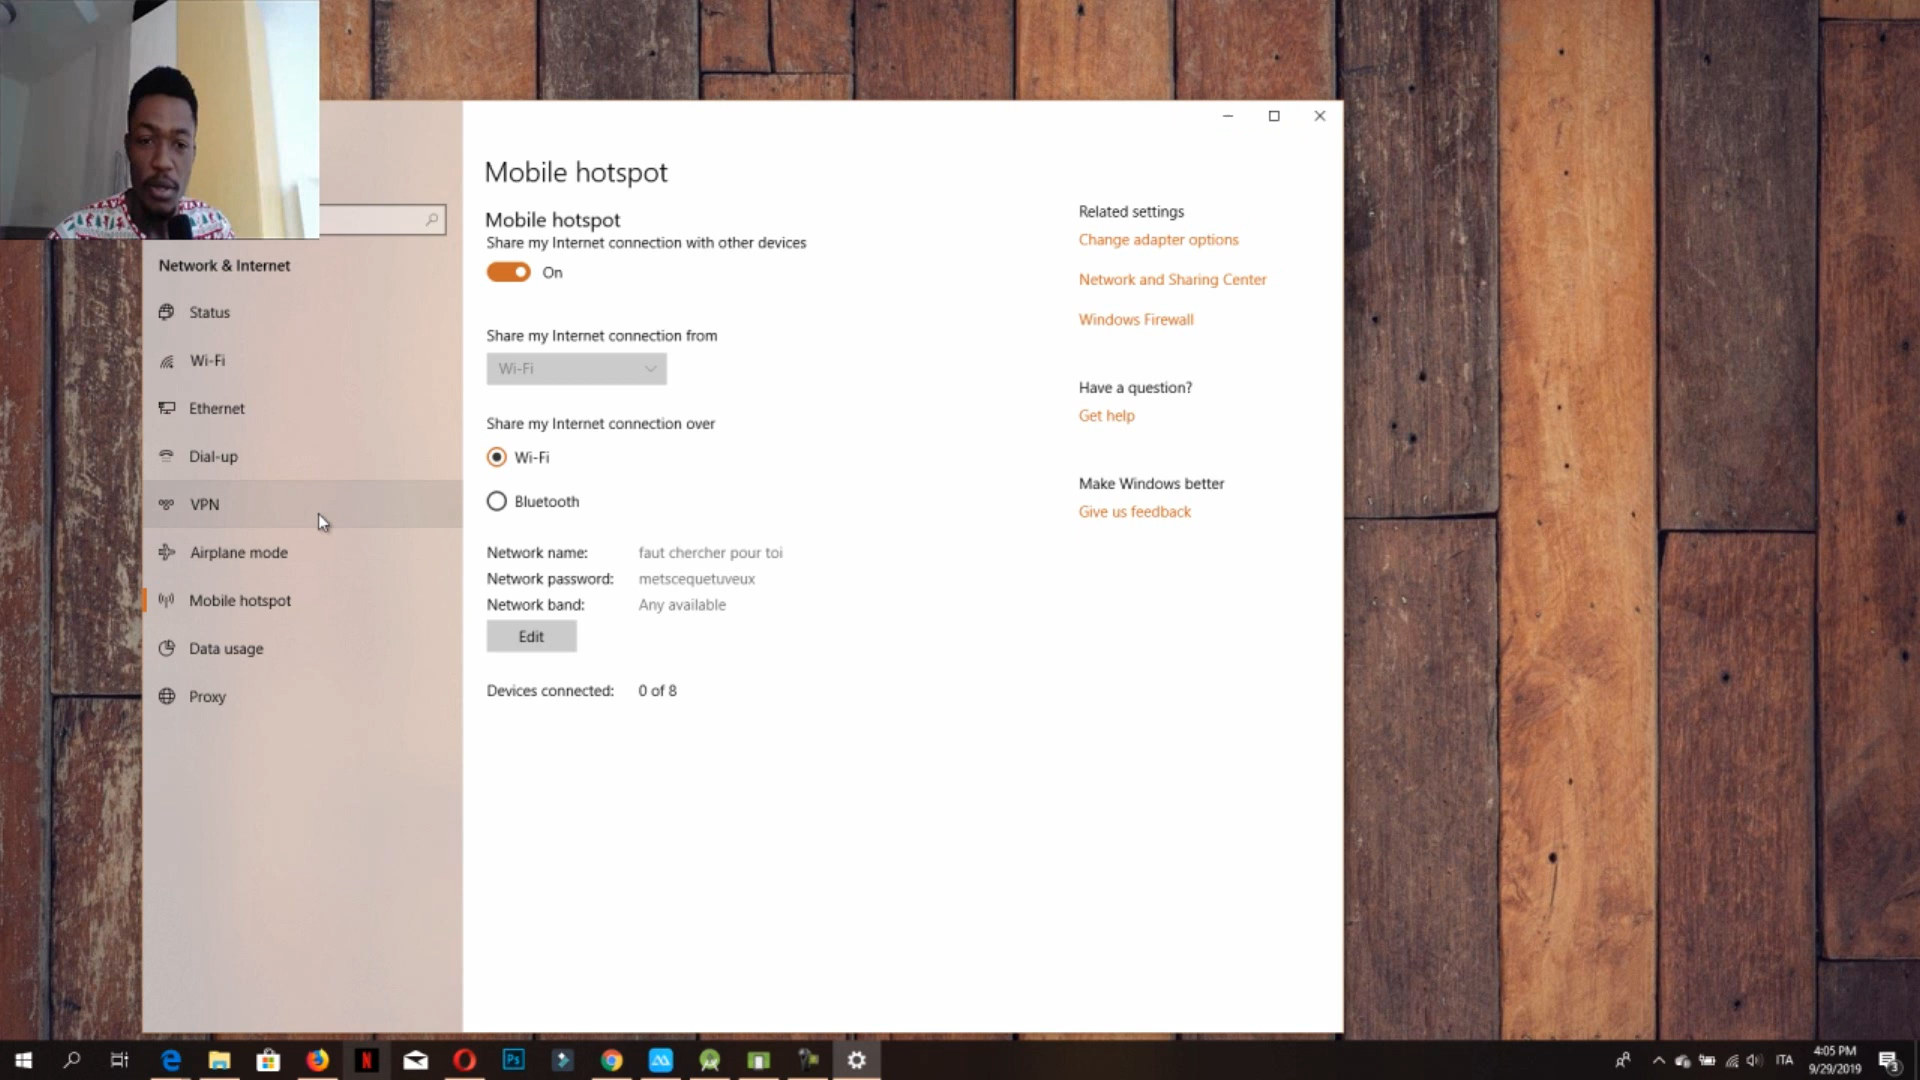 Mobile hotspot
Mobile hotspot
Share my Internet connection with other devices
On
Share my Internet connection from
Wi-Fi
Share my Internet connection over
Wi-Fi
Bluetooth
Network name: faut chercher pour toi
Network password: metscequetuveux
Network band: Any available
Edit
Devices connected: 0 of 8
Related settings
Change adapter options
Network and Sharing Center
Windows Firewall
Have a question?
Get help
Make Windows better
Give us feedback
Network & Internet
Status
Wi-Fi
Ethernet
Dial-up
VPN
Airplane mode
Mobile hotspot
Data usage
Proxy
N
Ps
ITA
4:05 PM
9/29/2019
3